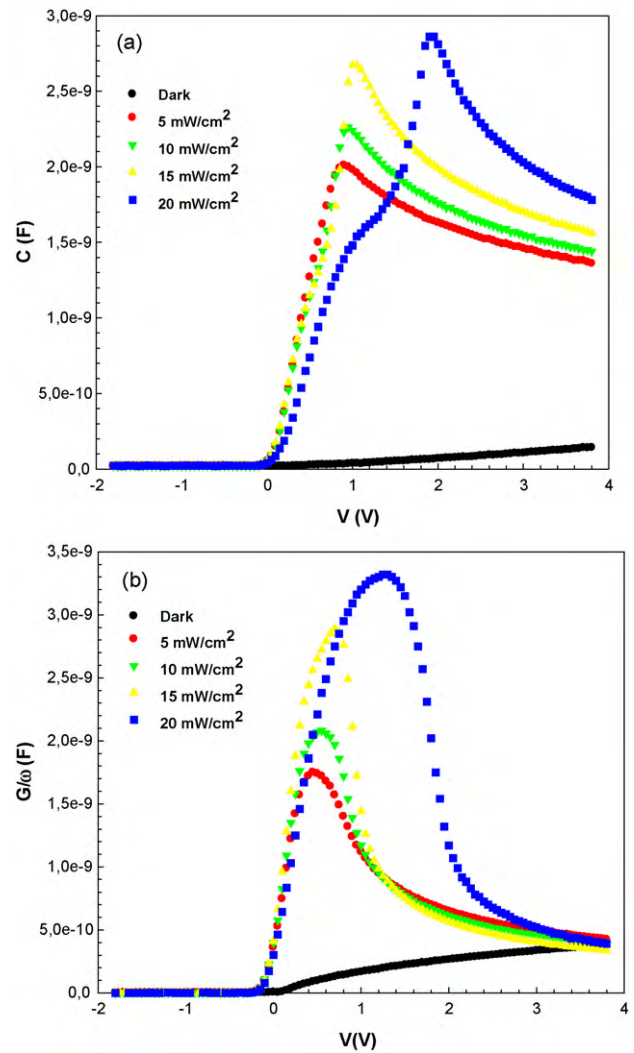 (a)
3,0e-9
2,5e-9
2,0e-9
1,5e-9
1,0e-9
5,0e-10
0,0
C (F)
Dark
5 mW/cm²
10 mW/cm²
15 mW/cm²
20 mW/cm²
-2 -1 0 1 2 3 4
V (V)
(b)
3,5e-9
3,0e-9
2,5e-9
2,0e-9
1,5e-9
1,0e-9
5,0e-10
0,0
G/ω (F)
Dark
5 mW/cm²
10 mW/cm²
15 mW/cm²
20 mW/cm²
-2 -1 0 1 2 3 4
V(V)